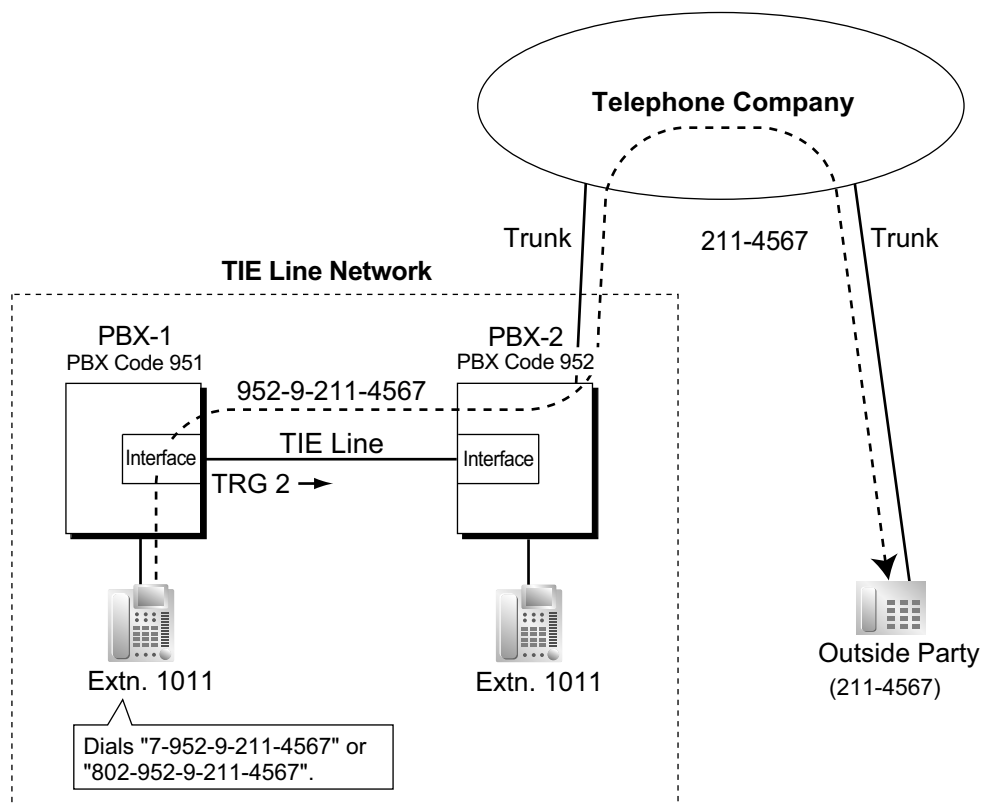 Telephone Company
Trunk
211-4567
Trunk
TIE Line Network
PBX-1
PBX Code 951
PBX-2
PBX Code 952
952-9-211-4567
TIE Line
Interface
Interface
TRG 2
Extn. 1011
Extn. 1011
Outside Party
(211-4567)
Dials "7-952-9-211-4567" or
"802-952-9-211-4567".